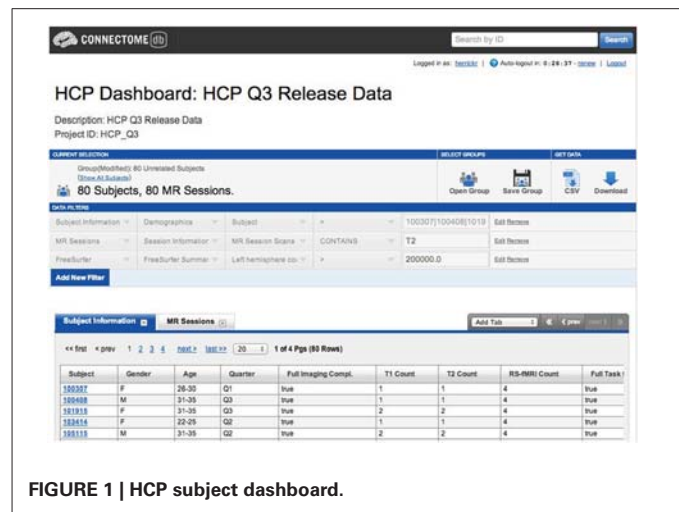 CONNECTOME db
Search by ID Search
Logged in as: | Auto-logout in: 0:26:37 - renew | Logout
HCP Dashboard: HCP Q3 Release Data
Description: HCP Q3 Release Data
Project ID: HCP_Q3
CURRENT SELECTION SELECT GROUPS GET DATA
Group(Modified): 80 Unrelated Subjects
(Show All Subjects)
80 Subjects, 80 MR Sessions.
Open Group Save Group CSV Download
DATA FILTERS
Subject Information Demographics Subject = 100307|100408|1019 Edit Remove
MR Sessions Session Information MR Session Scans CONTAINS T2 Edit Remove
FreeSurfer FreeSurfer Summar Left hemisphere co > 200000.0 Edit Remove
Add New Filter
Subject Information MR Sessions Add Tab prev next
<< first < prev 1 2 3 4 next > last >> 20 1 of 4 Pgs (80 Rows)
Subject Gender Age Quarter Full Imaging Compl. T1 Count T2 Count RS-fMRI Count Full Task
100307 F 26-30 Q1 true 1 1 4 true
100408 M 31-35 Q3 true 1 1 4 true
101915 F 31-35 Q3 true 2 2 4 true
103414 F 22-25 Q2 true 1 1 4 true
105115 M 31-35 Q2 true 2 2 4 true
FIGURE 1 | HCP subject dashboard.